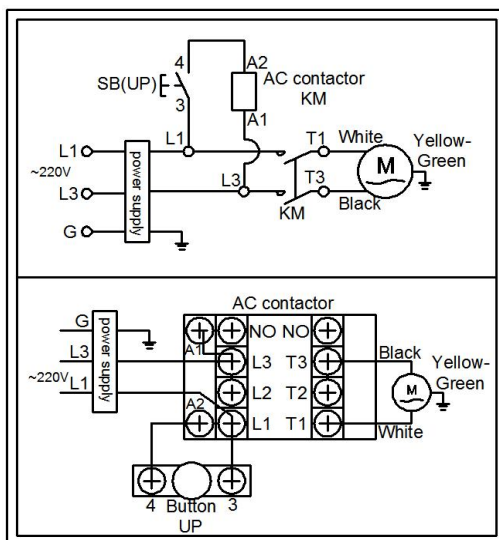 4
A2
AC contactor
KM
SB(UP)
3
A1
L1
T1
White
Yellow-
Green
L1
~220V
power supply
M
L3
L3
T3
Black
G
KM
AC contactor
G
power supply
A1
NO
NO
L3
L3
T3
Black
Yellow-
Green
~220V
L1
L2
T2
M
A2
L1
T1
White
4
Button
UP
3